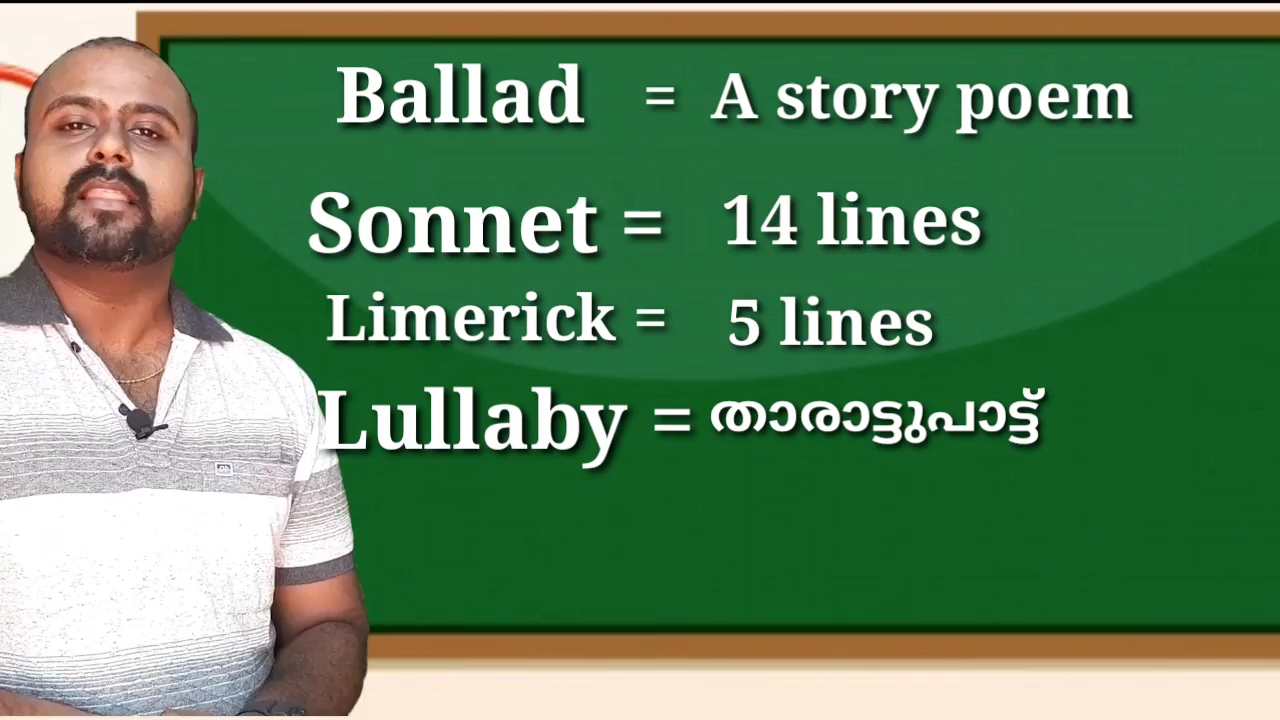 Ballad = A story poem
Sonnet = 14 lines
Limerick = 5 lines
Lullaby = താരാട്ടുപാട്ട്